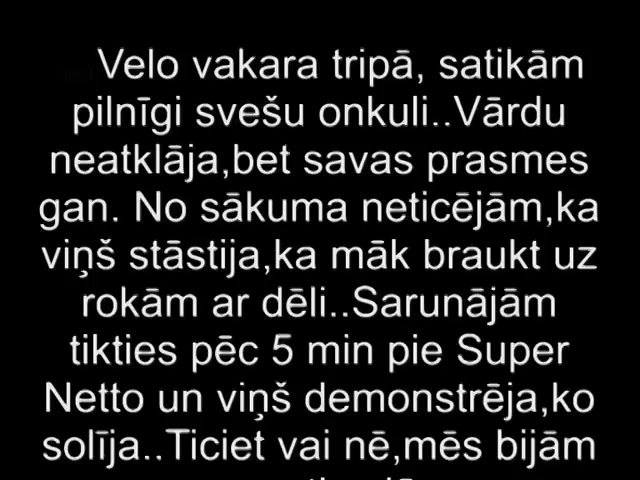 Velo vakara tripā, satikām
pilnīgi svešu onkuli..Vārdu
neatklāja,bet savas prasmes
gan. No sākuma neticējām,ka
viņš stāstija,ka māk braukt uz
rokām ar dēli..Sarunājām
tikties pēc 5 min pie Super
Netto un viņš demonstrēja,ko
solīja..Ticiet vai nē,mēs bijām